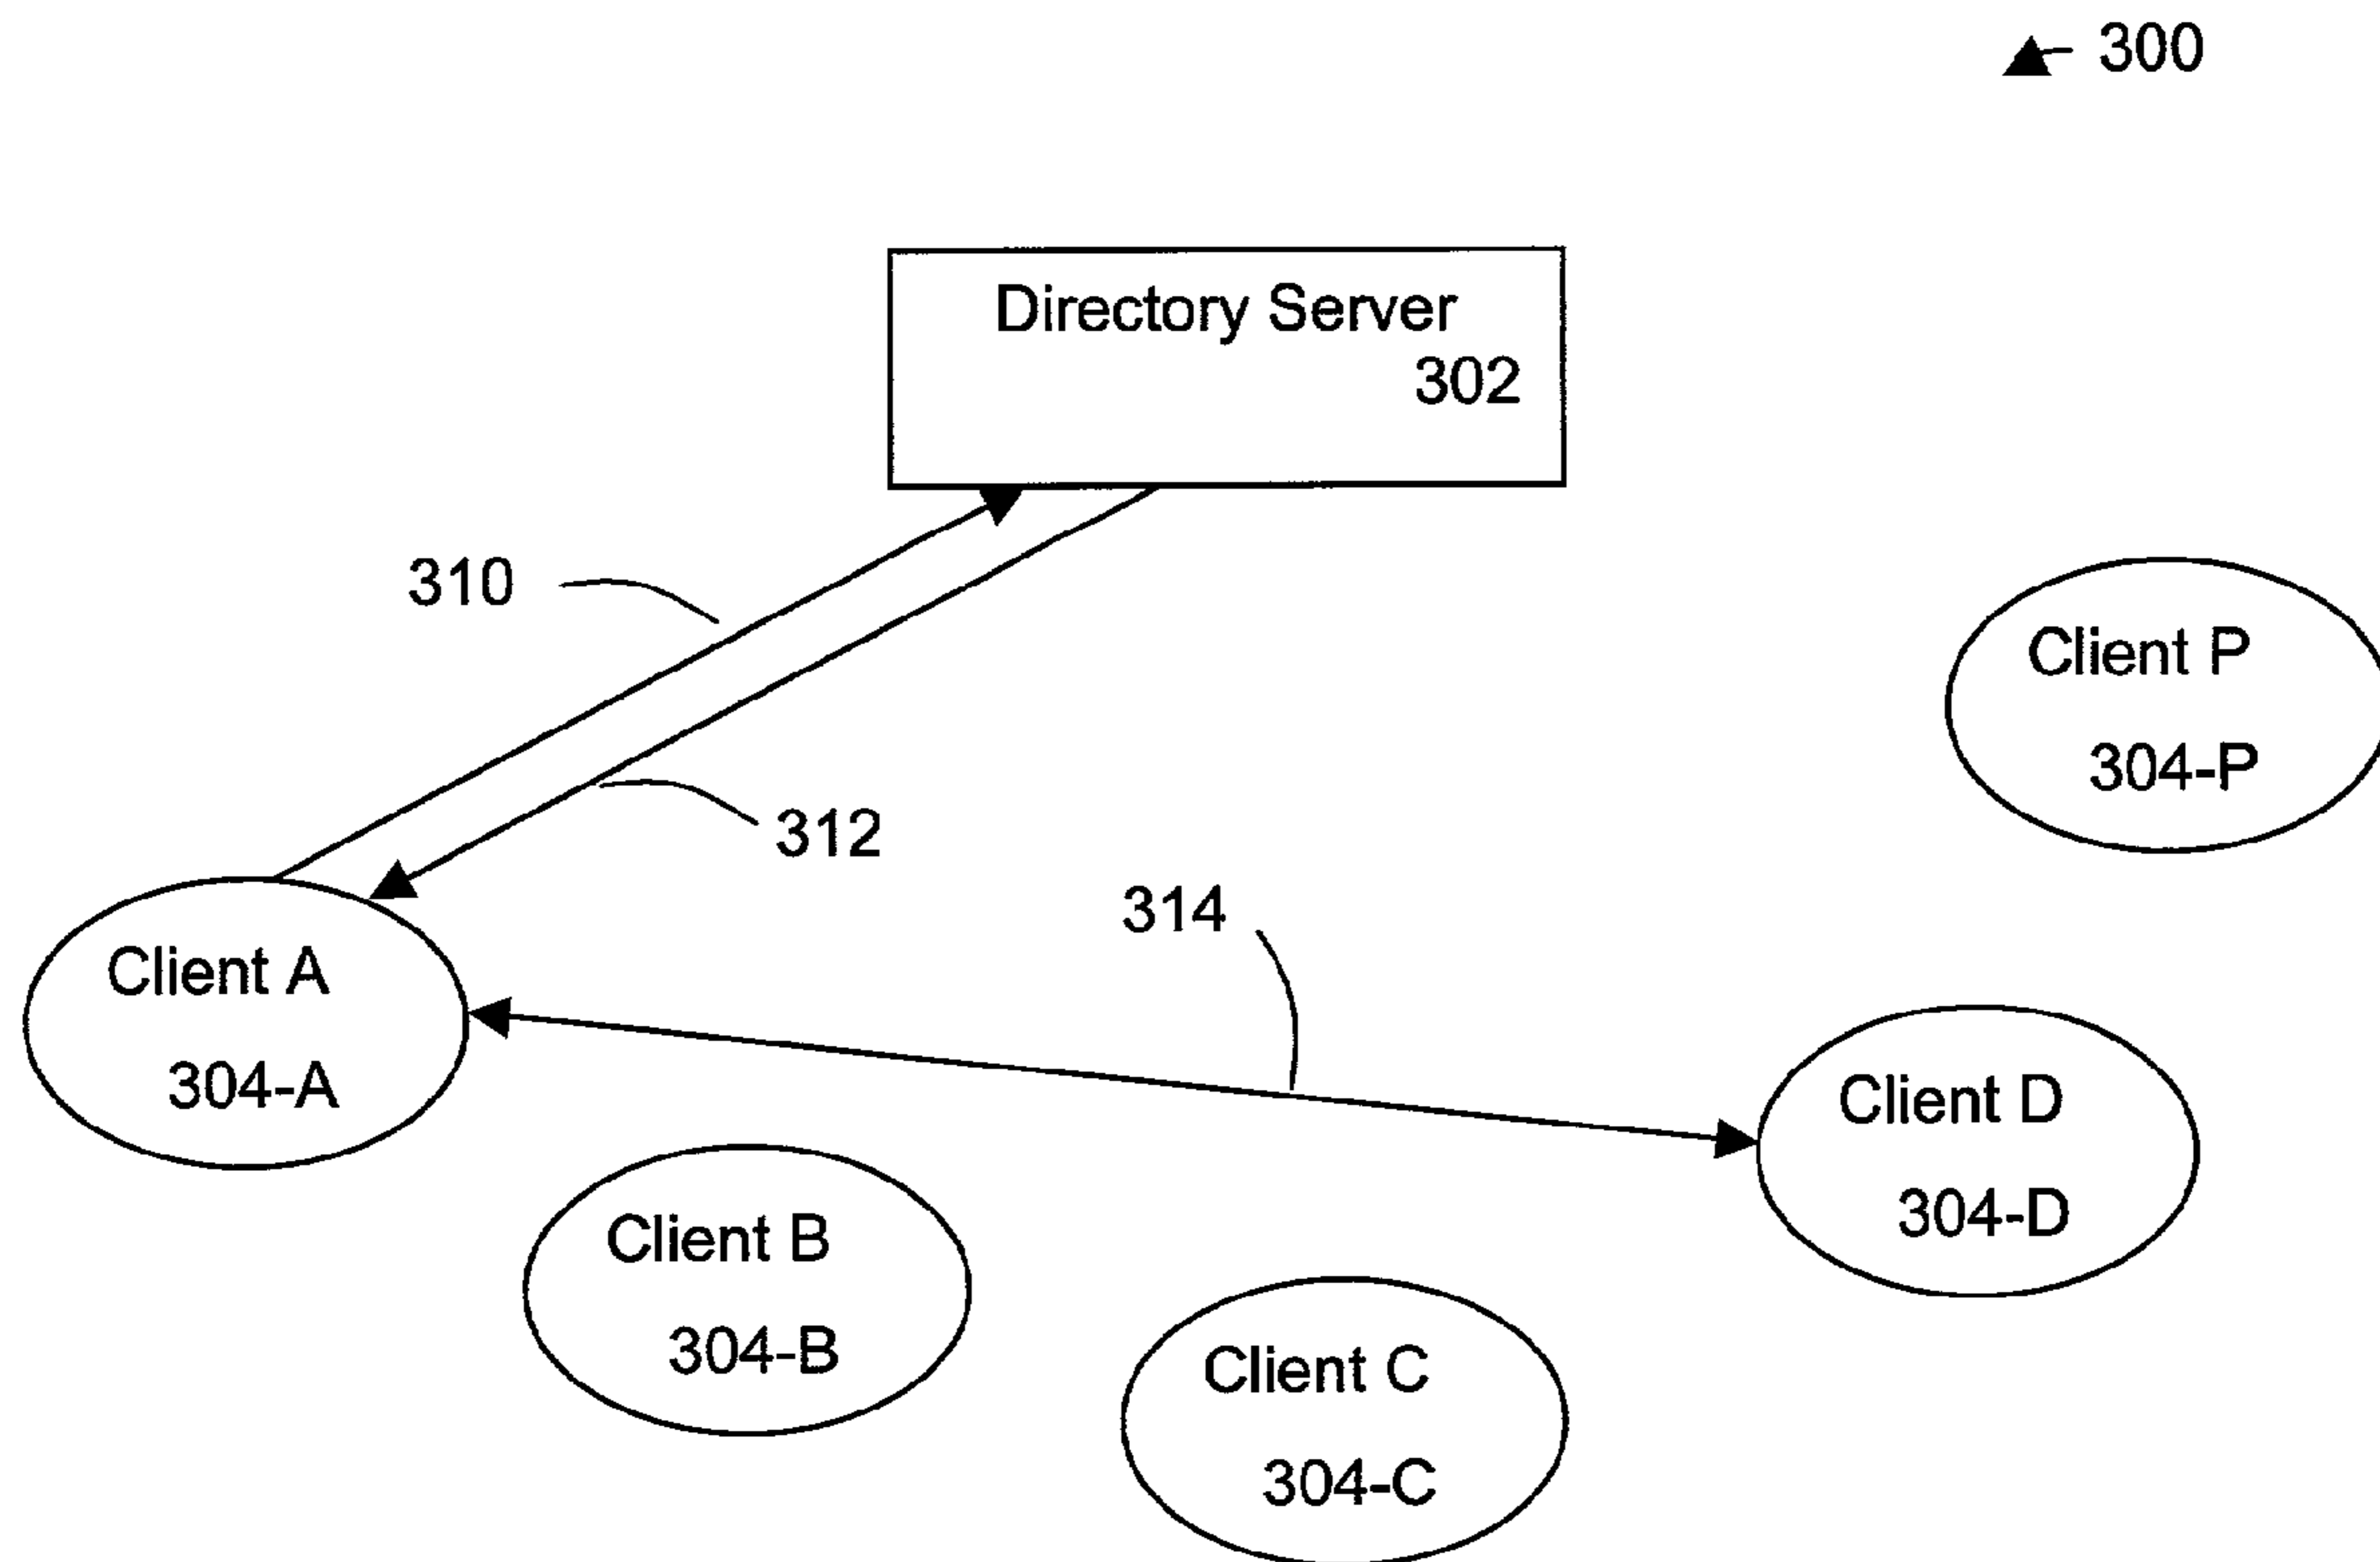 300
Directory Server
302
310
Client P
304-P
312
314
Client A
304-A
Client D
304-D
Client B
304-B
Client C
304-C